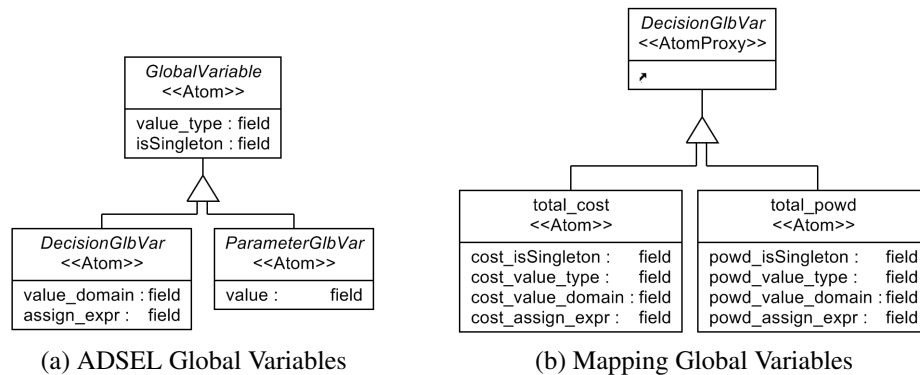 GlobalVariable
<<Atom>>
value_type : field
isSingleton : field
DecisionGlbVar
<<Atom>>
value_domain : field
assign_expr : field
ParameterGlbVar
<<Atom>>
value : field
(a) ADSEL Global Variables
DecisionGlbVar
<<AtomProxy>>
total_cost
<<Atom>>
cost_isSingleton : field
cost_value_type : field
cost_value_domain : field
cost_assign_expr : field
total_powd
<<Atom>>
powd_isSingleton : field
powd_value_type : field
powd_value_domain : field
powd_assign_expr : field
(b) Mapping Global Variables